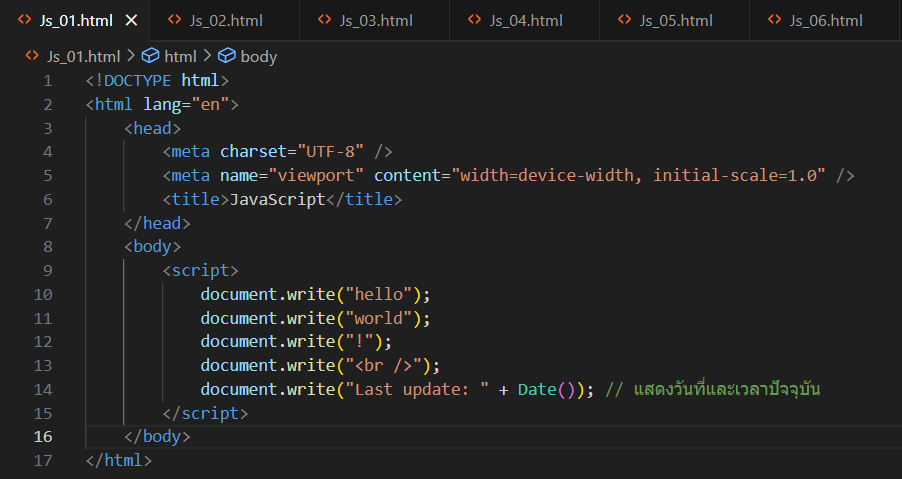 Js_01.html Js_02.html Js_03.html Js_04.html Js_05.html Js_06.html
Js_01.html > html > body
1 <!DOCTYPE html>
2 <html lang="en">
3 <head>
4 <meta charset="UTF-8" />
5 <meta name="viewport" content="width=device-width, initial-scale=1.0" />
6 <title>JavaScript</title>
7 </head>
8 <body>
9 <script>
10 document.write("hello");
11 document.write("world");
12 document.write("!");
13 document.write("<br />");
14 document.write("Last update: " + Date()); // แสดงวันที่และเวลาปัจจุบัน
15 </script>
16 </body>
17 </html>